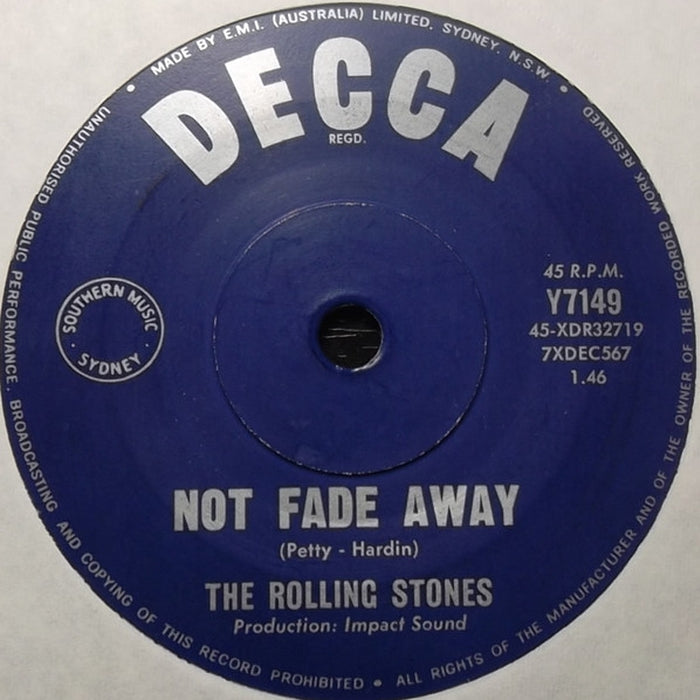 MADE BY E.M.I. (AUSTRALIA) LIMITED. SYDNEY. N.S.W.
DECCA
REGD.
45 R.P.M.
Y7149
45-XDR32719
7XDEC567
1.46
SOUTHERN MUSIC
· SYDNEY ·
NOT FADE AWAY
(Petty - Hardin)
THE ROLLING STONES
Production: Impact Sound
UNAUTHORISED PUBLIC PERFORMANCE. BROADCASTING AND COPYING OF THIS RECORD PROHIBITED • ALL RIGHTS OF THE MANUFACTURER AND OF THE OWNER OF THE RECORDED WORK RESERVED